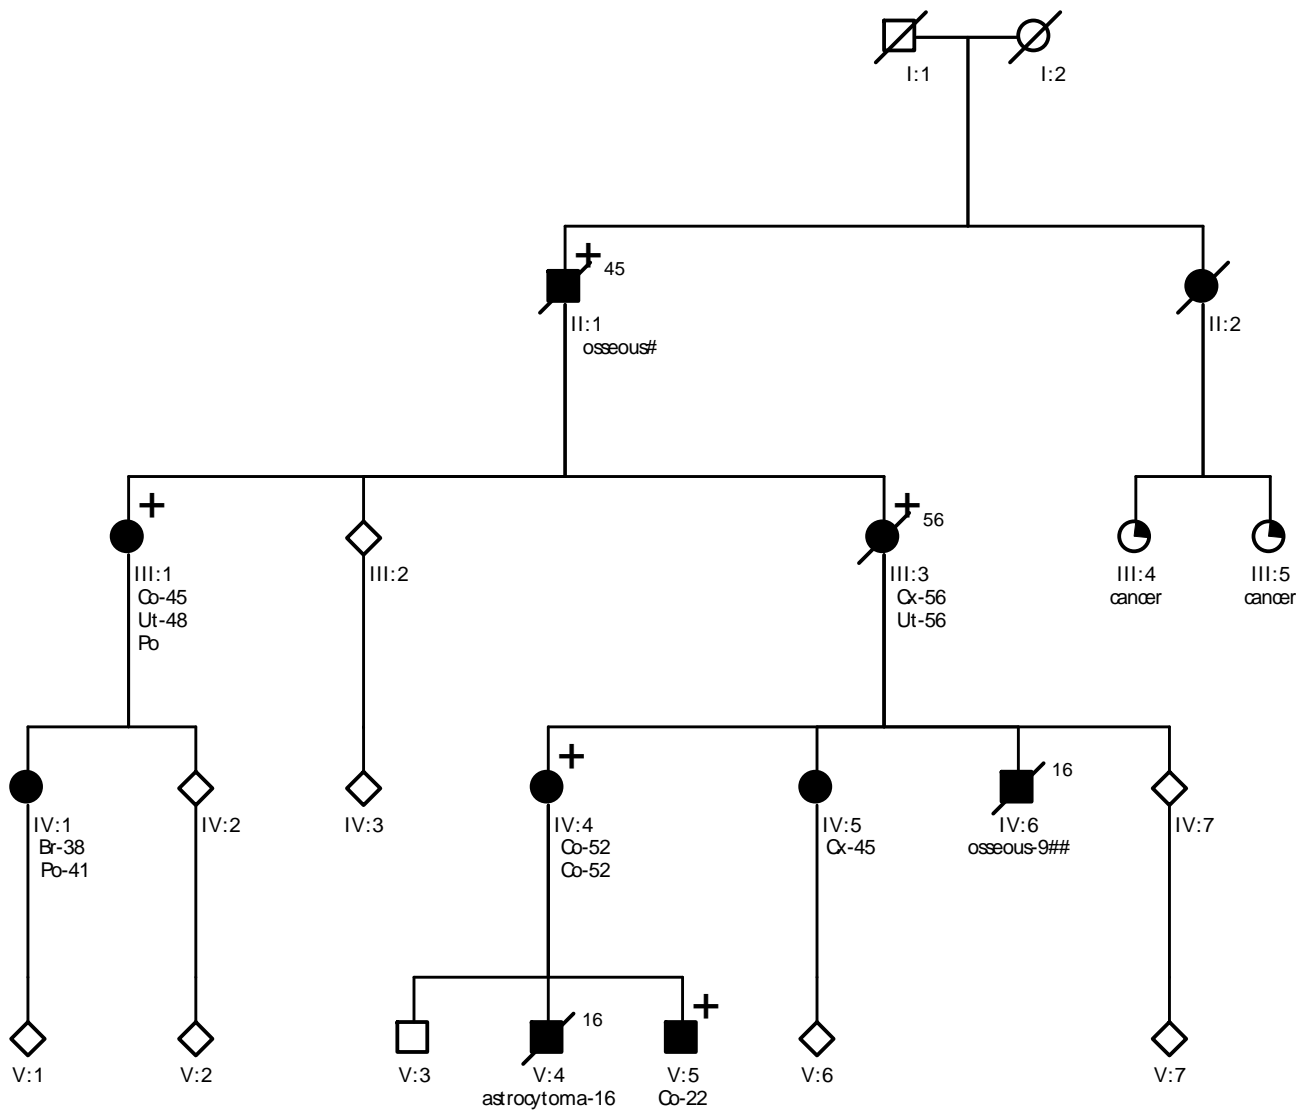 I:1
I:2
45
II:1
osseous#
II:2
+
56
III:1
Co-45
Ut-48
Po
III:2
III:3
Cx-56
Ut-56
III:4
cancer
III:5
cancer
16
IV:1
Br-38
Po-41
IV:2
IV:3
IV:4
Co-52
Co-52
IV:5
Cx-45
IV:6
osseous-9##
IV:7
16
V:1
V:2
V:3
V:4
astrocytoma-16
V:5
Co-22
V:6
V:7